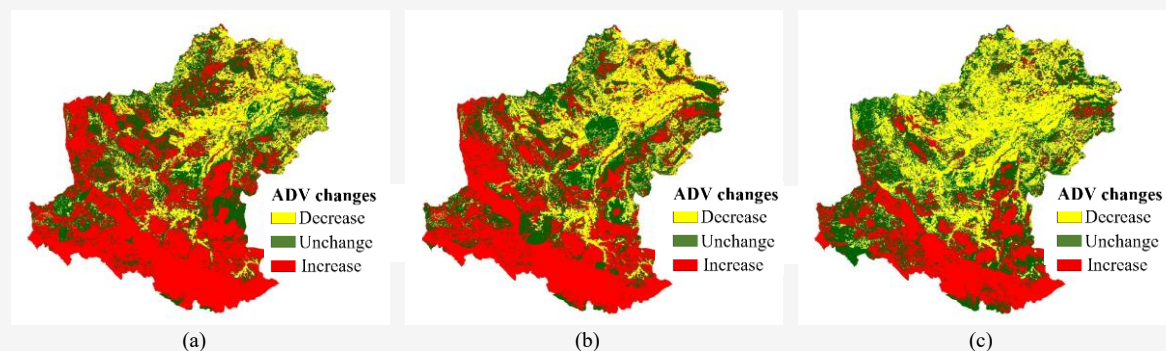 ADV changes
Decrease
Unchange
Increase
ADV changes
Decrease
Unchange
Increase
ADV changes
Decrease
Unchange
Increase
(a)
(b)
(c)